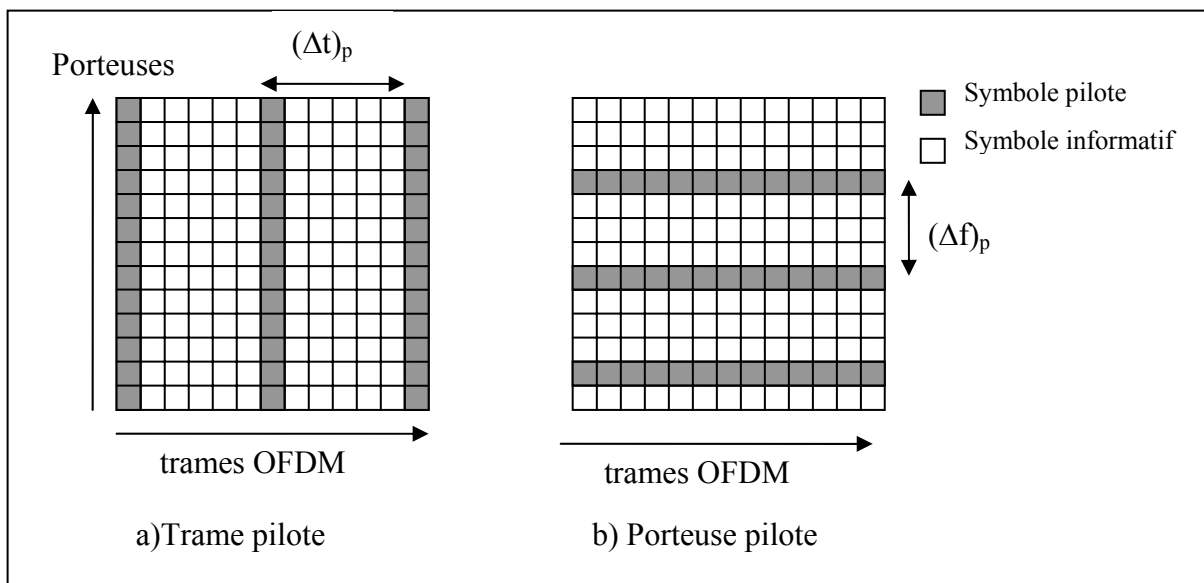 (Δt)p
Porteuses
Symbole pilote
Symbole informatif
(Δf)p
trames OFDM
trames OFDM
a)Trame pilote
b) Porteuse pilote